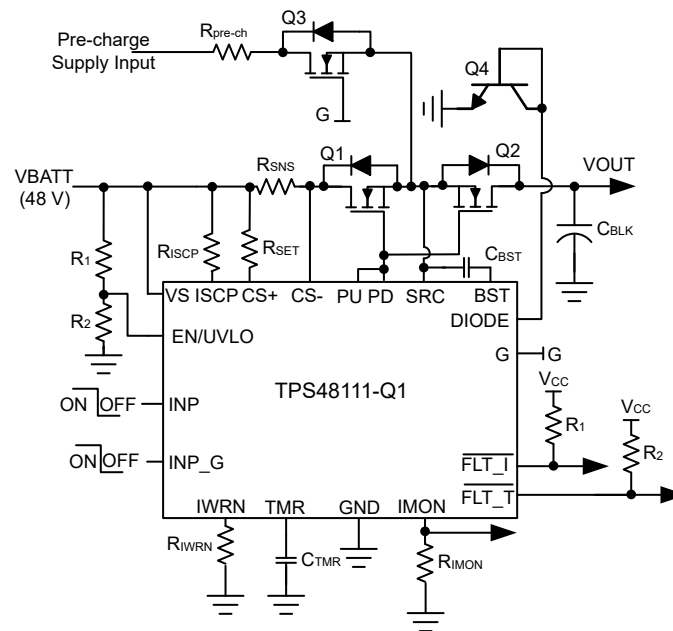 Q3
Pre-charge
Supply Input
Rpre-ch
Q4
G
VBATT
(48 V)
RSNS
Q1
Q2
VOUT
R1
RISCP
RSET
CBST
CBLK
VS ISCP CS+ CS- PU PD SRC BST
DIODE
R2
EN/UVLO
G
G
TPS48111-Q1
VCC
VCC
ON OFF
INP
R1
R2
ON OFF
INP_G
FLT_I
FLT_T
IWRN TMR GND IMON
RIWRN
CTMR
RIMON